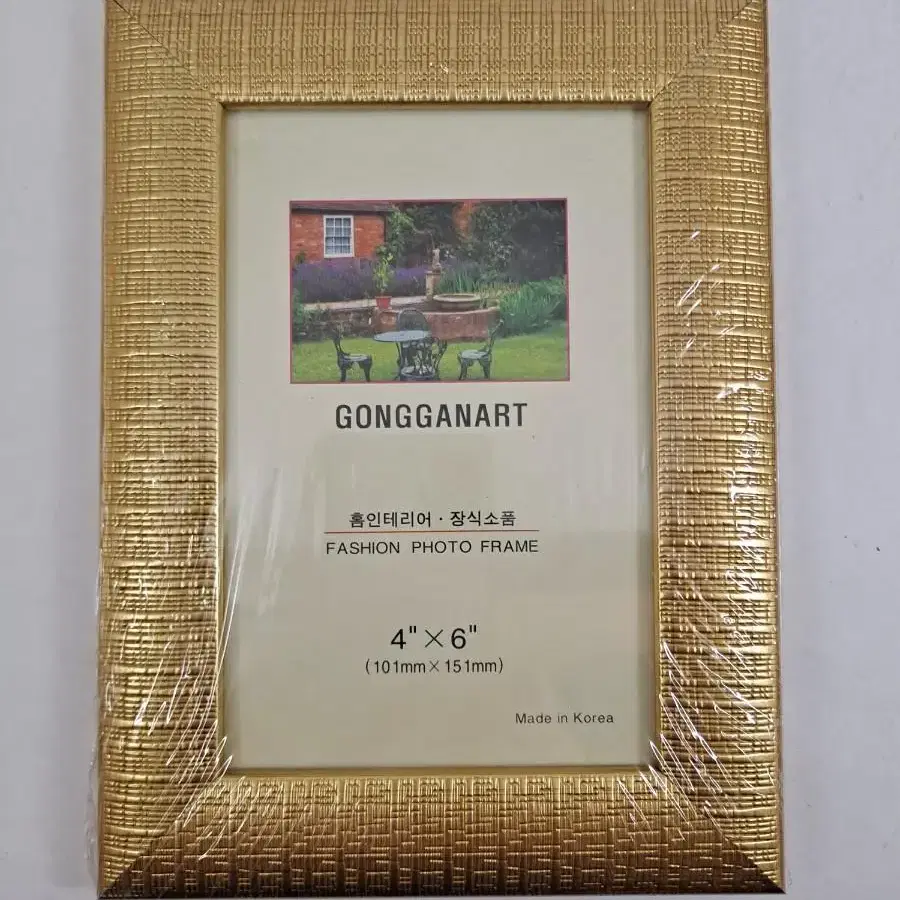 GONGGANART
홈인테리어 · 장식소품
FASHION PHOTO FRAME
4" × 6"
(101mm × 151mm)
Made in Korea